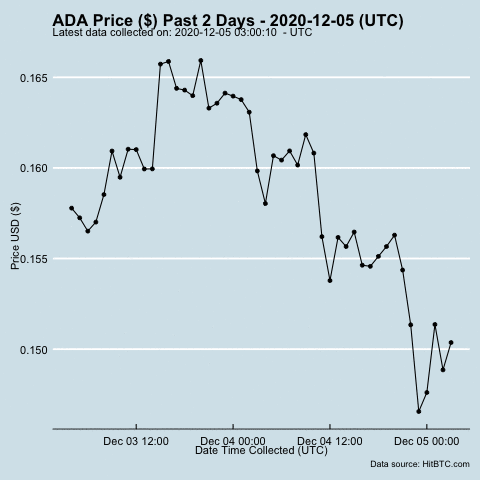 ADA Price ($) Past 2 Days - 2020-12-05 (UTC)
Latest data collected on: 2020-12-05 03:00:10  - UTC
0.165
0.160
0.155
0.150
Price USD ($)
Dec 03 12:00 Dec 04 00:00 Dec 04 12:00 Dec 05 00:00
Date Time Collected (UTC)
Data source: HitBTC.com